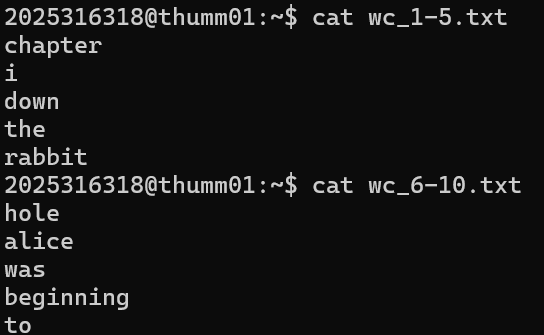 2025316318@thumm01:~$ cat wc_1-5.txt
chapter
i
down
the
rabbit
2025316318@thumm01:~$ cat wc_6-10.txt
hole
alice
was
beginning
to